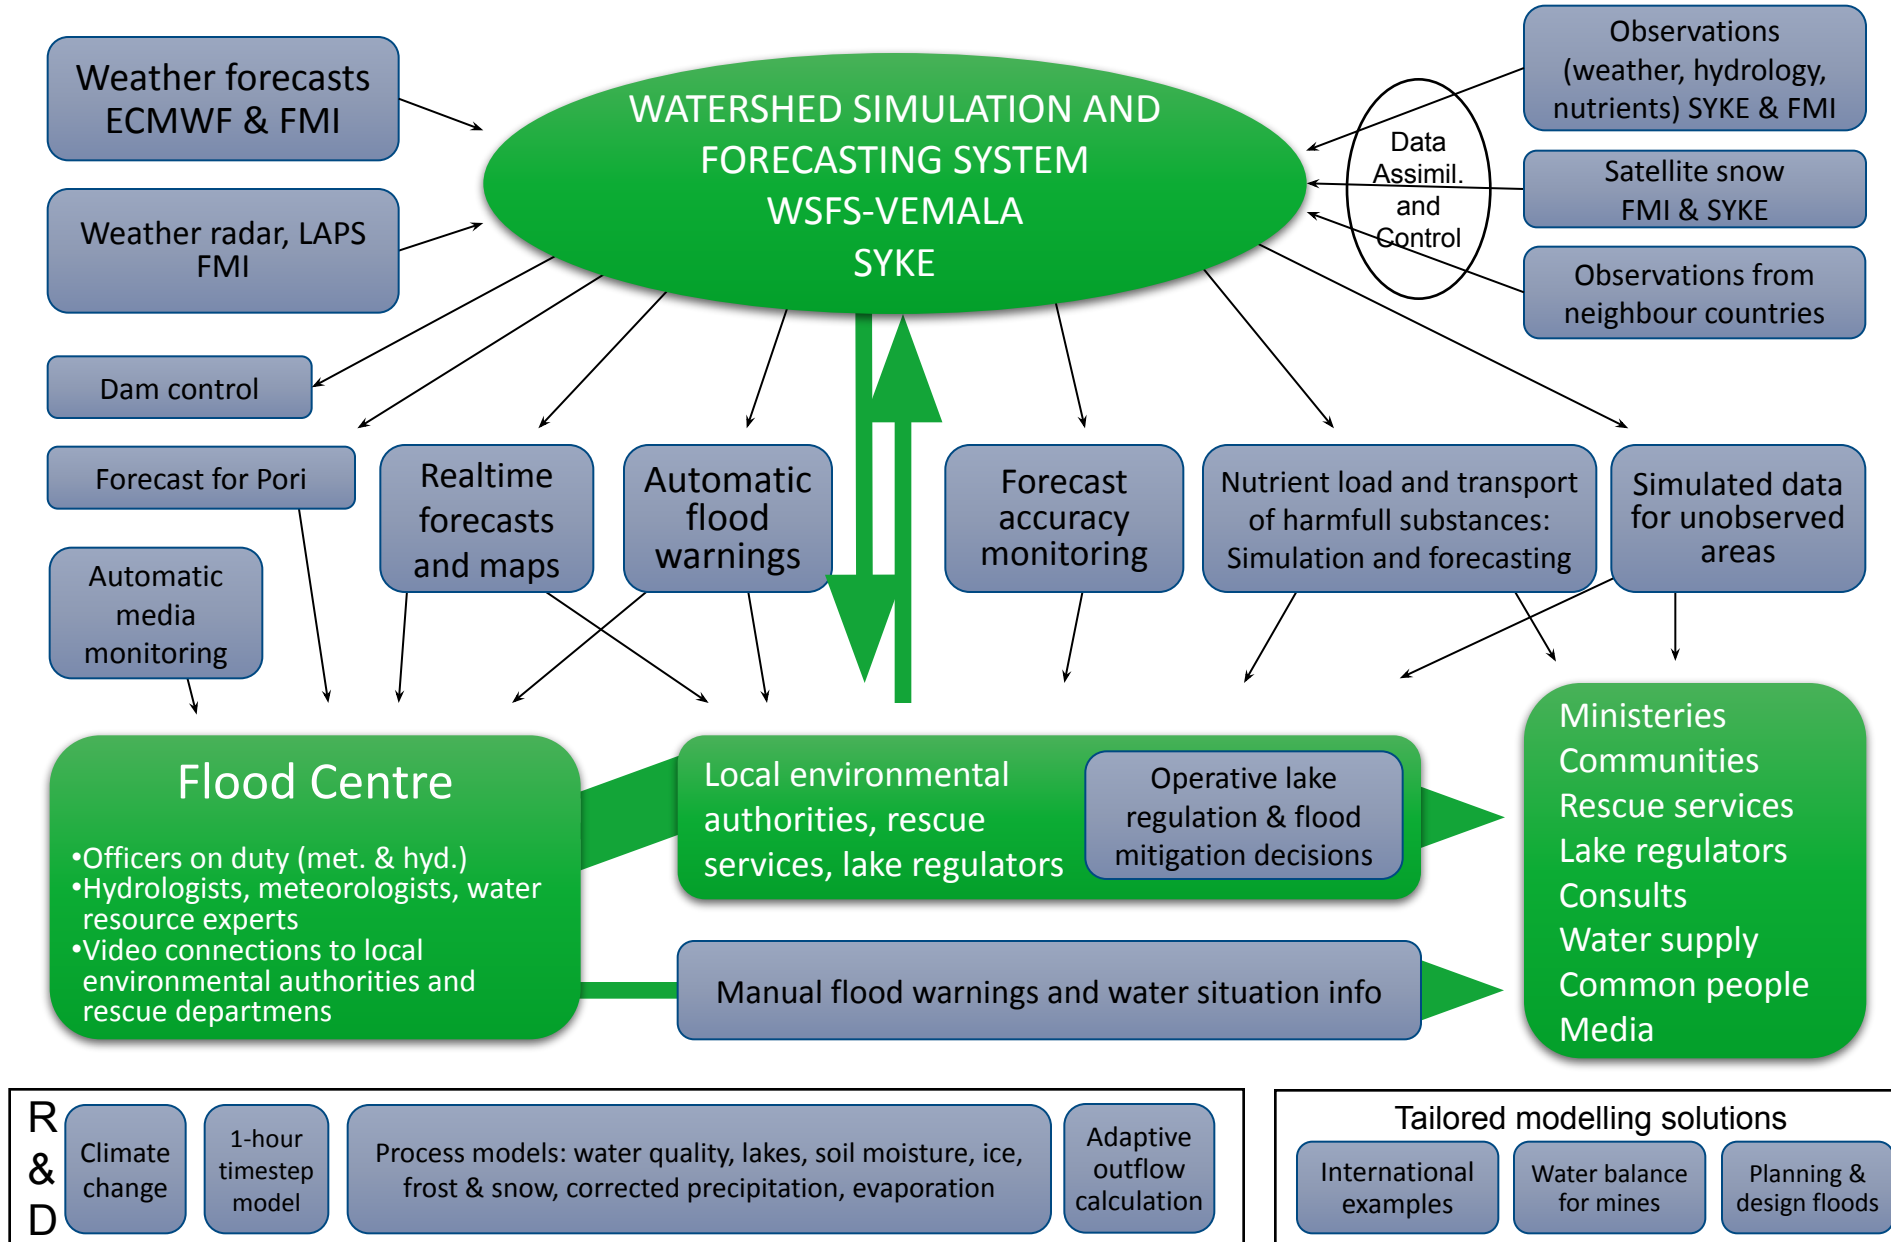 Weather forecasts
ECMWF & FMI
Weather radar, LAPS
FMI
WATERSHED SIMULATION AND
FORECASTING SYSTEM
WSFS-VEMALA
SYKE
Data
Assimil.
and
Control
Observations
(weather, hydrology,
nutrients) SYKE & FMI
Satellite snow
FMI & SYKE
Observations from
neighbour countries
Dam control
Forecast for Pori
Automatic
media
monitoring
Realtime
forecasts
and maps
Automatic
flood
warnings
Forecast
accuracy
monitoring
Nutrient load and transport
of harmfull substances:
Simulation and forecasting
Simulated data
for unobserved
areas
Flood Centre
•Officers on duty (met. & hyd.)
•Hydrologists, meteorologists, water
resource experts
•Video connections to local
environmental authorities and
rescue departmens
Local environmental
authorities, rescue
services, lake regulators
Operative lake
regulation & flood
mitigation decisions
Manual flood warnings and water situation info
Ministeries
Communities
Rescue services
Lake regulators
Consults
Water supply
Common people
Media
R
&
D
Climate
change
1-hour
timestep
model
Process models: water quality, lakes, soil moisture, ice,
frost & snow, corrected precipitation, evaporation
Adaptive
outflow
calculation
Tailored modelling solutions
International
examples
Water balance
for mines
Planning &
design floods